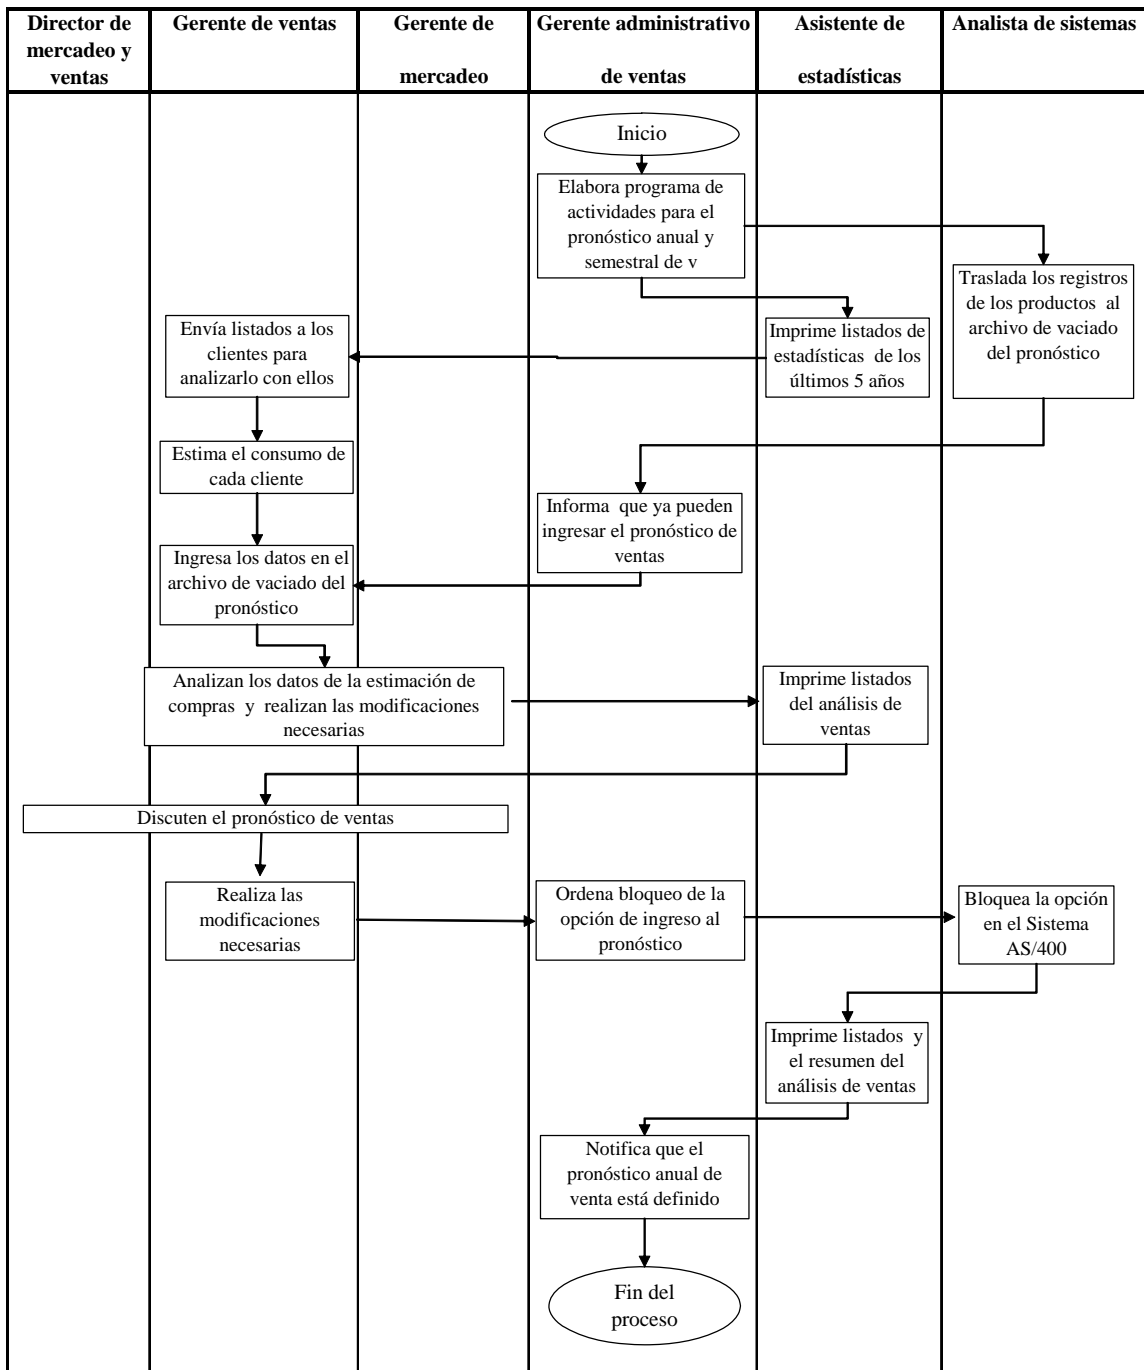 Director de
mercadeo y
ventas
Gerente de ventas
Gerente de
mercadeo
Gerente administrativo
de ventas
Asistente de
estadísticas
Analista de sistemas
Inicio
Elabora programa de
actividades para el
pronóstico anual y
semestral de v
Traslada los registros
de los productos al
archivo de vaciado
del pronóstico
Imprime listados de
estadísticas de los
últimos 5 años
Envía listados a los
clientes para
analizarlo con ellos
Estima el consumo de
cada cliente
Informa que ya pueden
ingresar el pronóstico de
ventas
Ingresa los datos en el
archivo de vaciado del
pronóstico
Analizan los datos de la estimación de
compras y realizan las modificaciones
necesarias
Imprime listados
del análisis de
ventas
Discuten el pronóstico de ventas
Realiza las
modificaciones
necesarias
Ordena bloqueo de la
opción de ingreso al
pronóstico
Bloquea la opción
en el Sistema
AS/400
Imprime listados y
el resumen del
análisis de ventas
Notifica que el
pronóstico anual de
venta está definido
Fin del
proceso